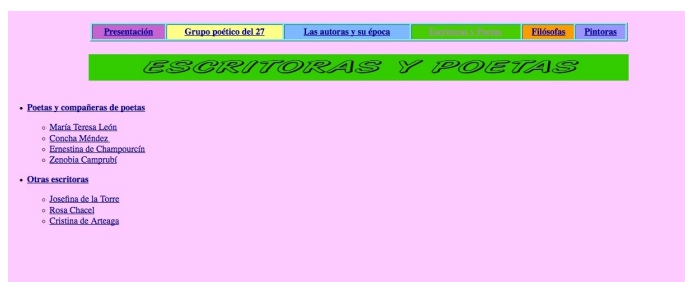 Presentación Grupo poético del 27 Las autoras y su época Escritoras y Poetas Filósofas Pintoras
ESCRITORAS Y POETAS
Poetas y compañeras de poetas
María Teresa León
Concha Méndez
Ernestina de Champourcín
Zenobia Camprubí
Otras escritoras
Josefina de la Torre
Rosa Chacel
Cristina de Arteaga